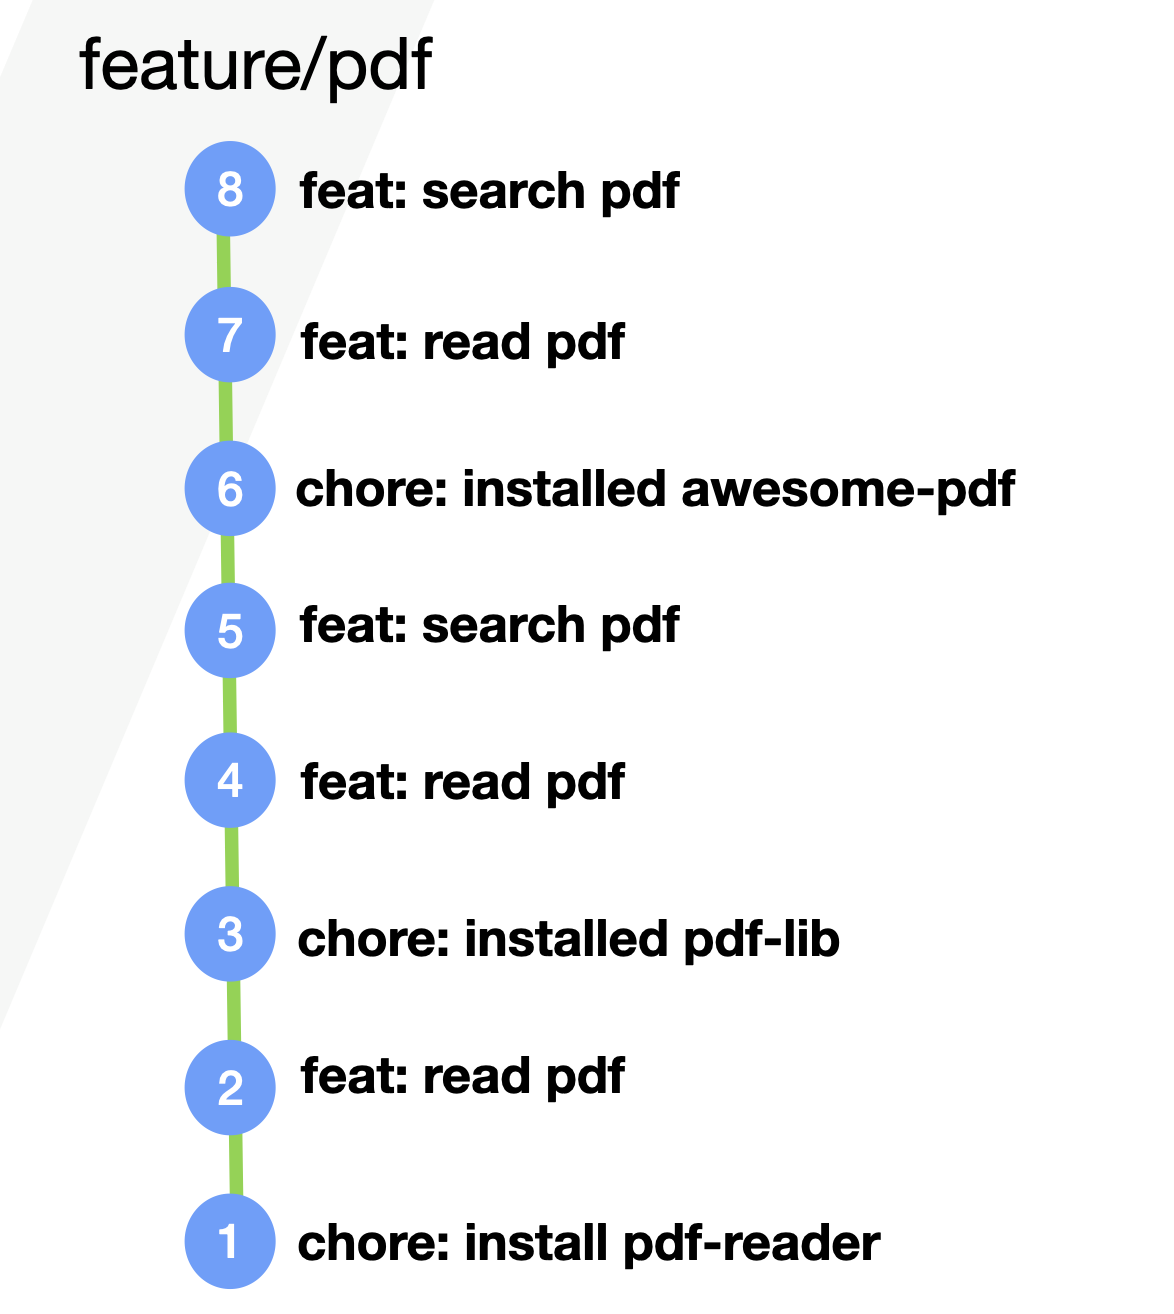 feature/pdf
8 feat: search pdf
7 feat: read pdf
6 chore: installed awesome-pdf
5 feat: search pdf
4 feat: read pdf
3 chore: installed pdf-lib
2 feat: read pdf
1 chore: install pdf-reader